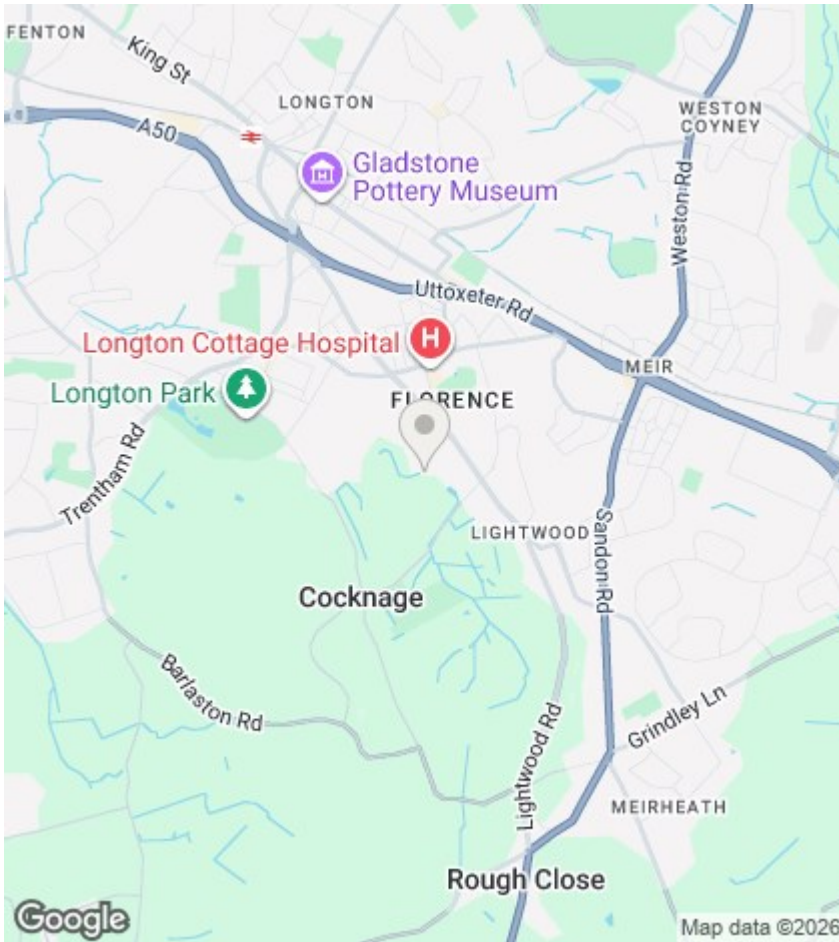 FENTON
King St
LONGTON
WESTON
COYNEY
A50
Gladstone
Pottery Museum
Weston Rd
Uttoxeter Rd
Longton Cottage Hospital
H
MEIR
Longton Park
FLORENCE
Trentham Rd
LIGHTWOOD
Sandon Rd
Cocknage
Barlaston Rd
Grindley Ln
Lightwood Rd
MEIRHEATH
Rough Close
Google
Map data ©2026